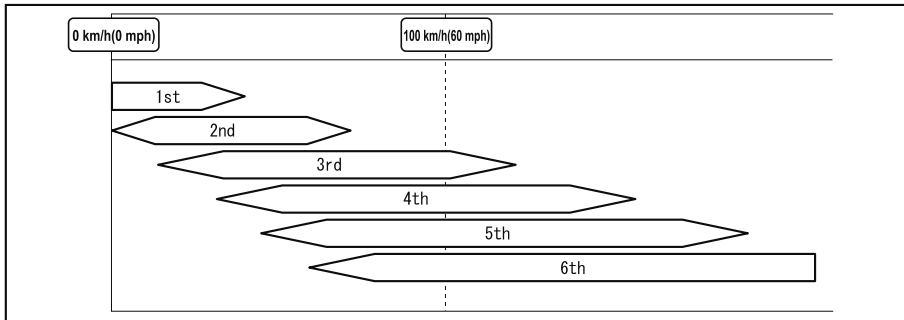 0 km/h(0 mph) 100 km/h(60 mph)
1st
2nd
3rd
4th
5th
6th